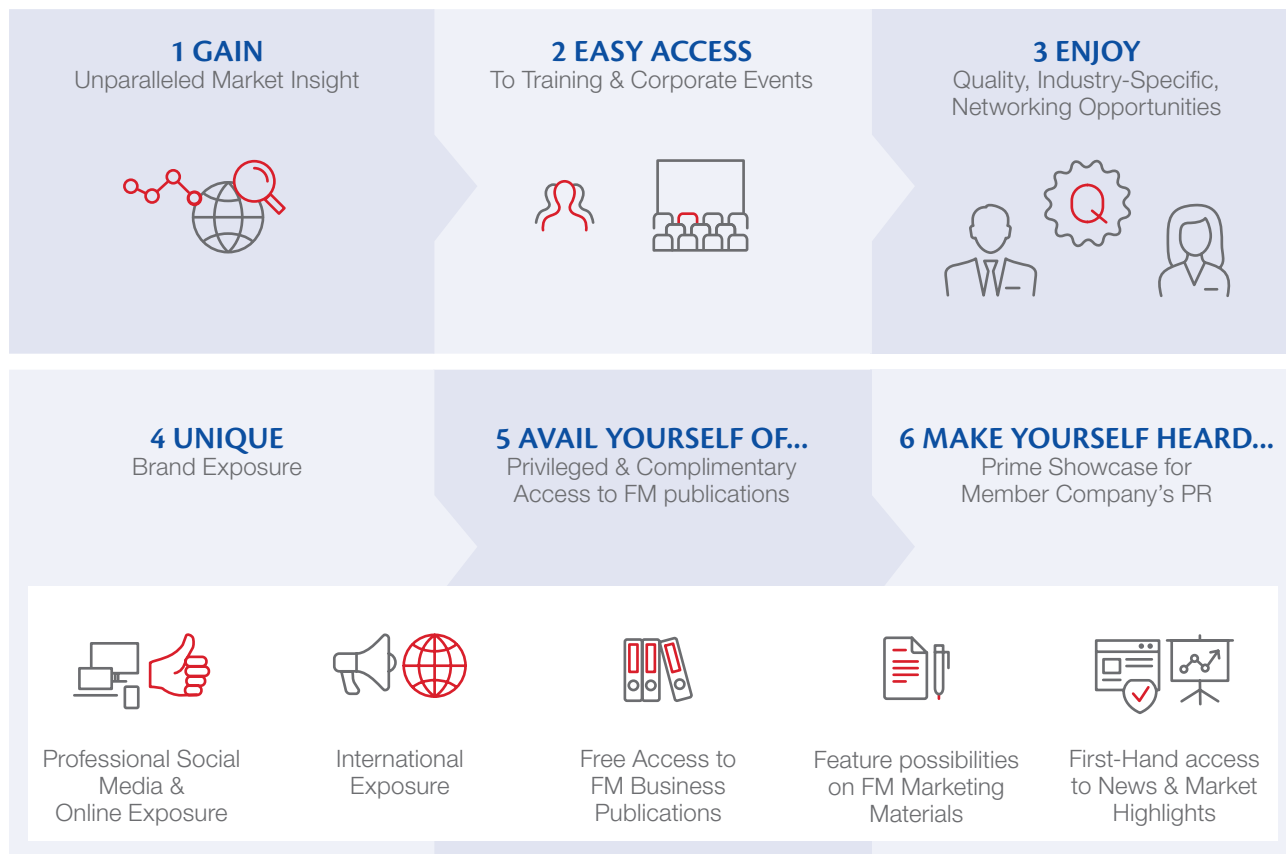 1 GAIN
Unparalleled Market Insight
2 EASY ACCESS
To Training & Corporate Events
3 ENJOY
Quality, Industry-Specific,
Networking Opportunities
Q
4 UNIQUE
Brand Exposure
5 AVAIL YOURSELF OF...
Privileged & Complimentary
Access to FM publications
6 MAKE YOURSELF HEARD...
Prime Showcase for
Member Company’s PR
Professional Social
Media &
Online Exposure
International
Exposure
Free Access to
FM Business
Publications
Feature possibilities
on FM Marketing
Materials
First-Hand access
to News & Market
Highlights